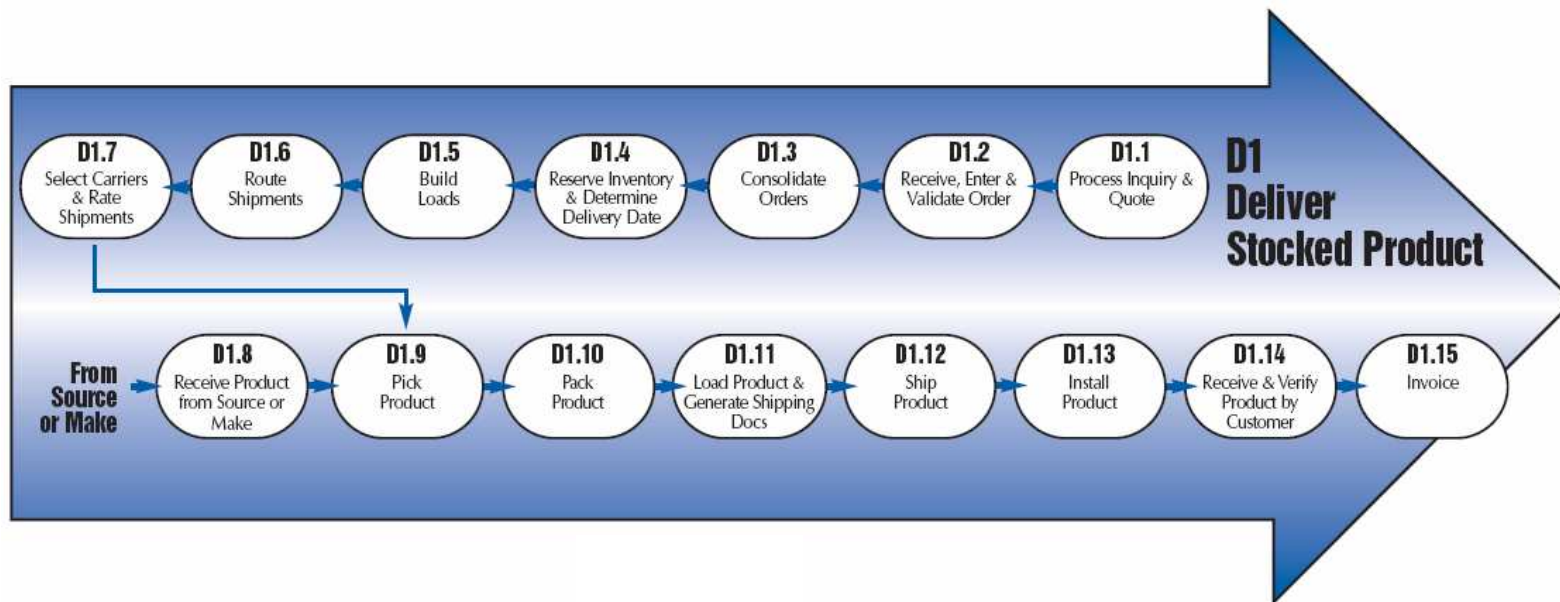 D1.7
Select Carriers
& Rate
Shipments
D1.6
Route
Shipments
D1.5
Build
Loads
D1.4
Reserve Inventory
& Determine
Delivery Date
D1.3
Consolidate
Orders
D1.2
Receive, Enter &
Validate Order
D1.1
Process Inquiry &
Quote
D1
Deliver
Stocked Product
From
Source
or Make
D1.8
Receive Product
from Source or
Make
D1.9
Pick
Product
D1.10
Pack
Product
D1.11
Load Product &
Generate Shipping
Docs
D1.12
Ship
Product
D1.13
Install
Product
D1.14
Receive & Verify
Product by
Customer
D1.15
Invoice